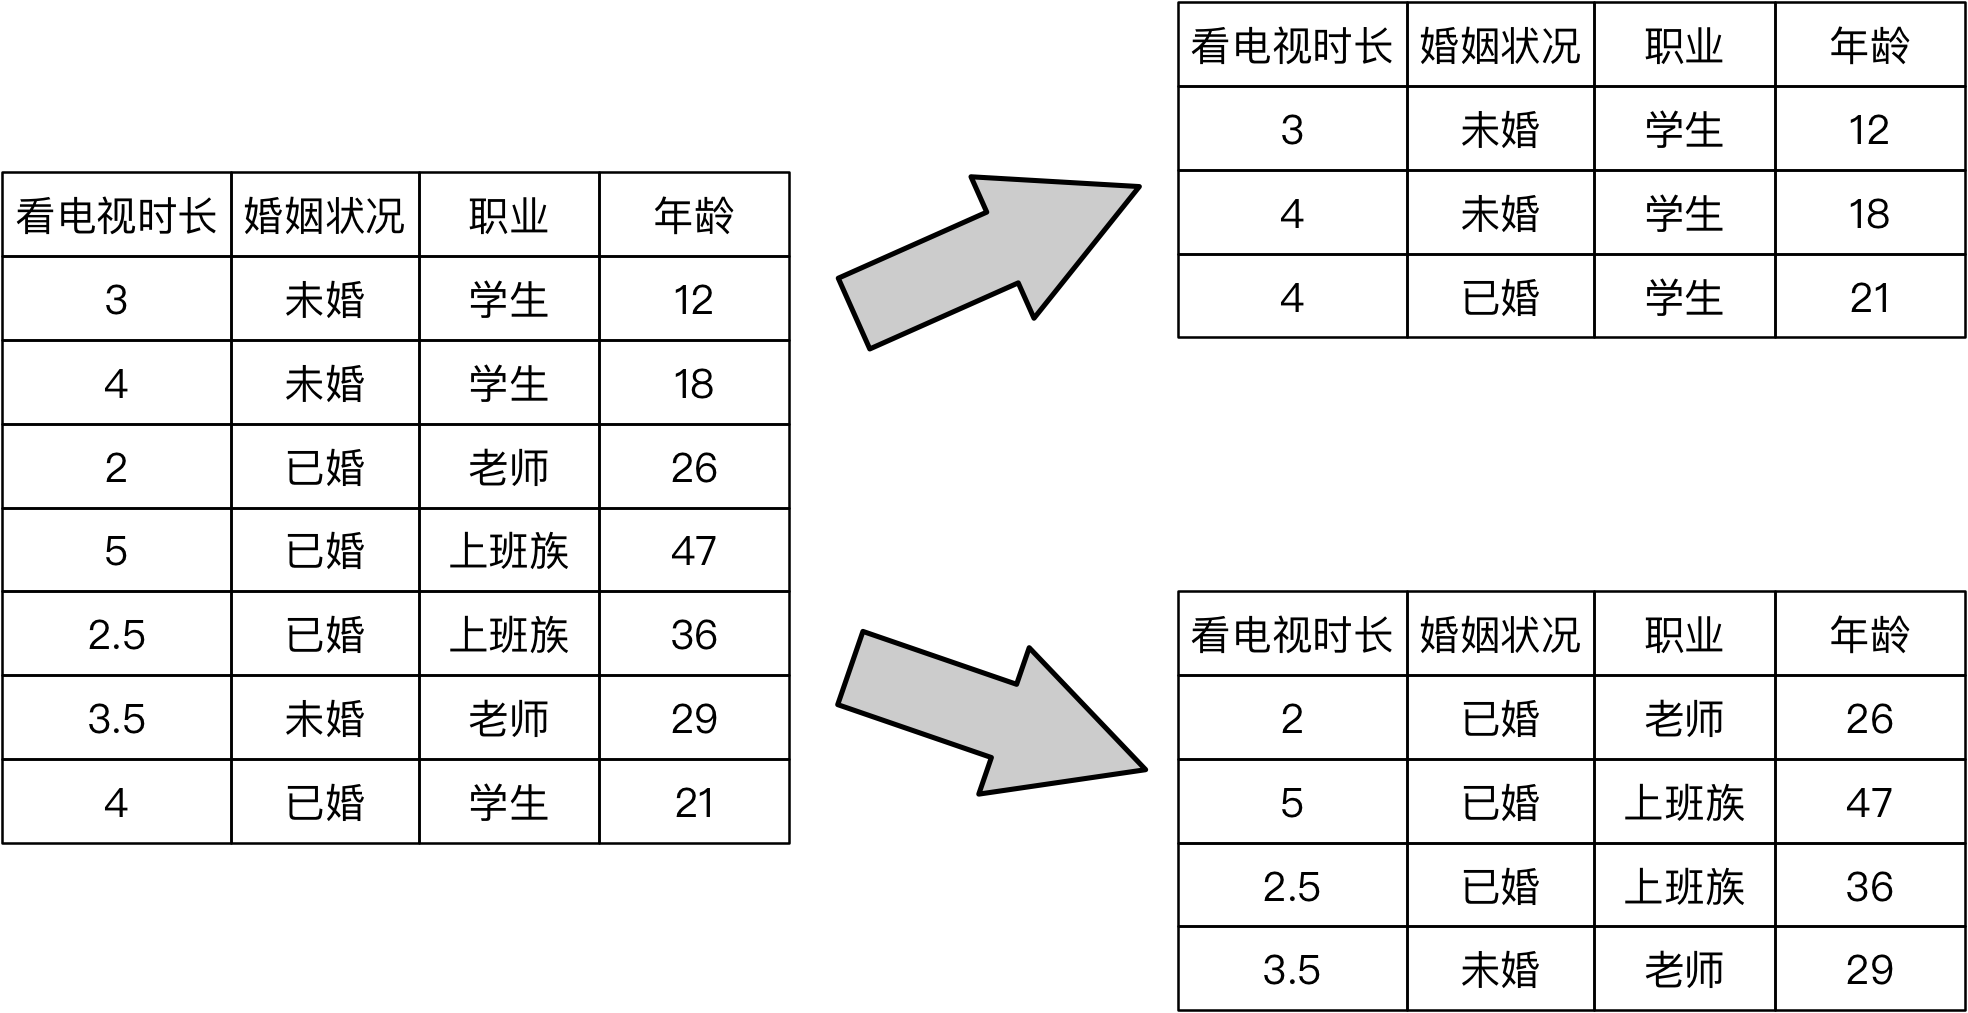 看电视时长 婚姻状况 职业 年龄
3 未婚 学生 12
4 未婚 学生 18
2 已婚 老师 26
5 已婚 上班族 47
2.5 已婚 上班族 36
3.5 未婚 老师 29
4 已婚 学生 21
看电视时长 婚姻状况 职业 年龄
3 未婚 学生 12
4 未婚 学生 18
4 已婚 学生 21
看电视时长 婚姻状况 职业 年龄
2 已婚 老师 26
5 已婚 上班族 47
2.5 已婚 上班族 36
3.5 未婚 老师 29